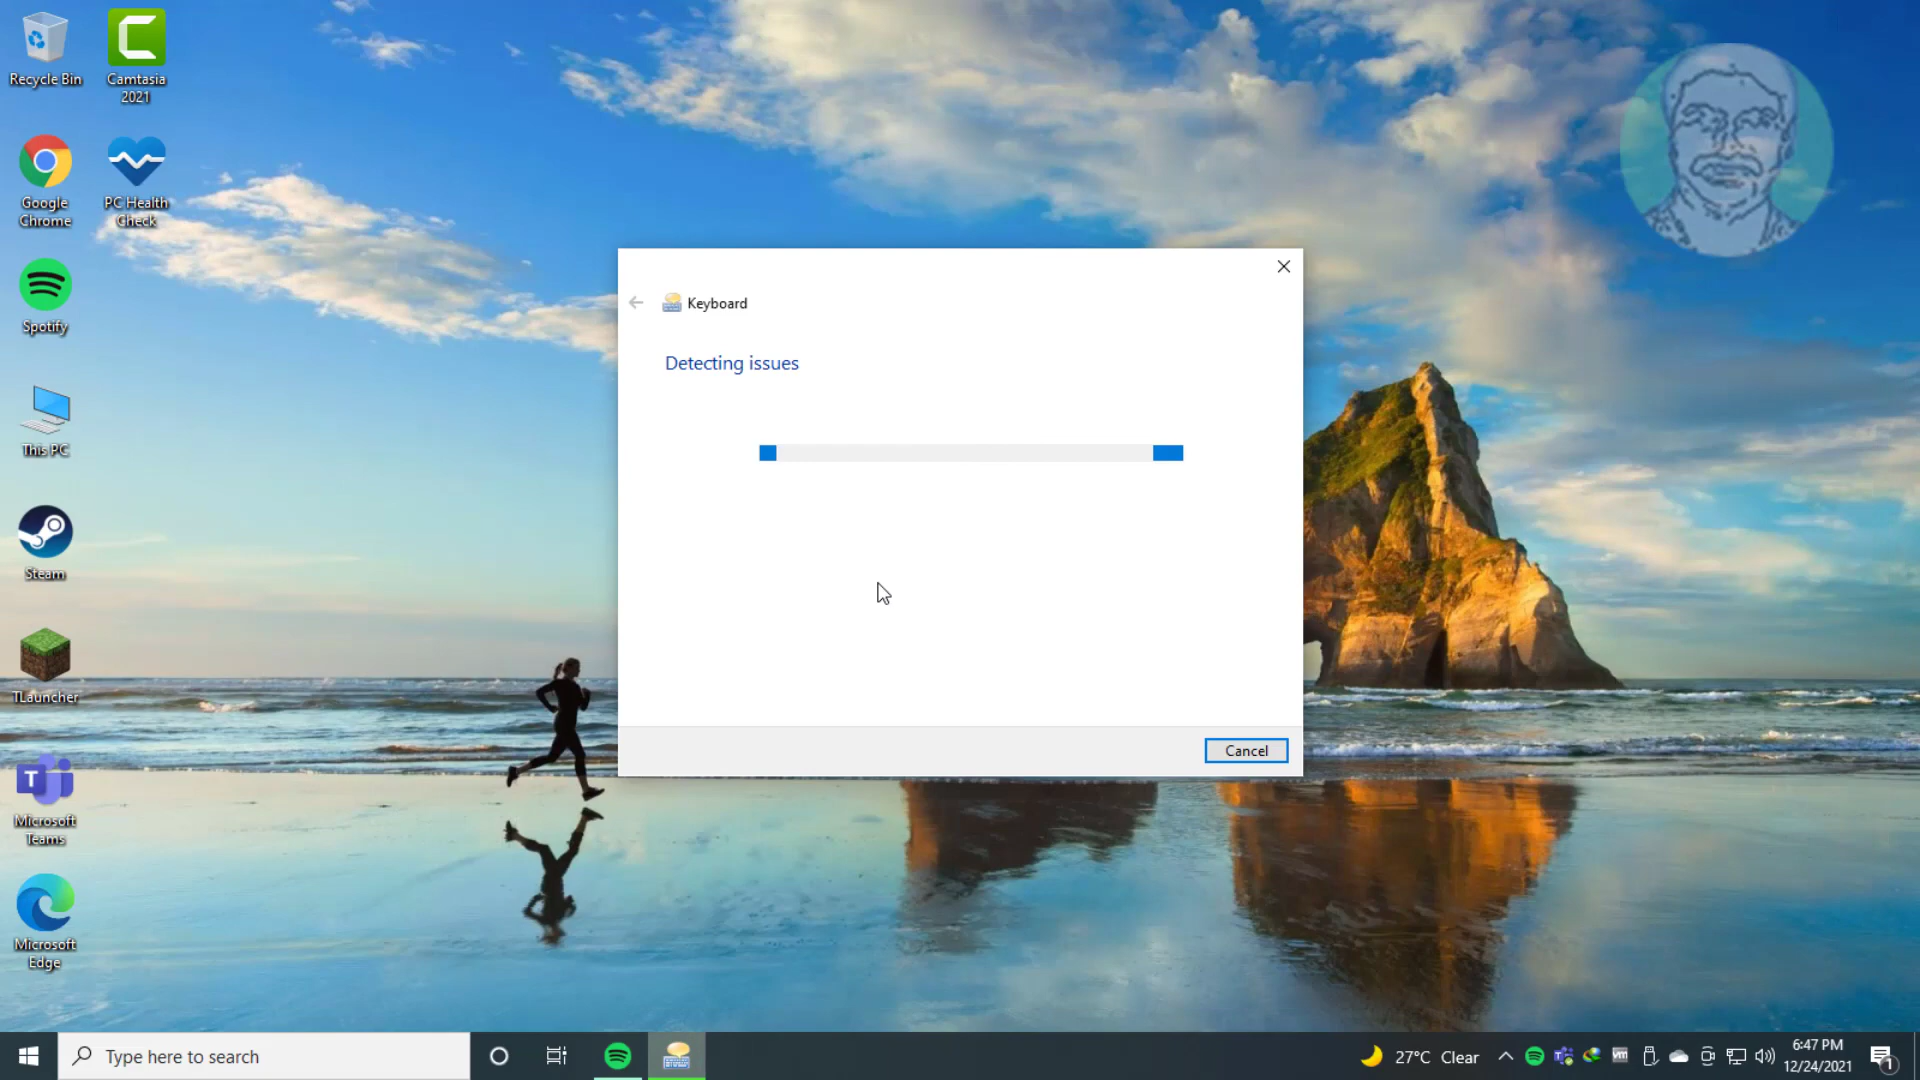 Recycle Bin
Camtasia
2021
Google
Chrome
PC Health
Check
Spotify
This PC
Steam
TLauncher
Microsoft
Teams
Microsoft
Edge
Keyboard
Detecting issues
Cancel
Type here to search
27°C Clear
6:47 PM
12/24/2021
1